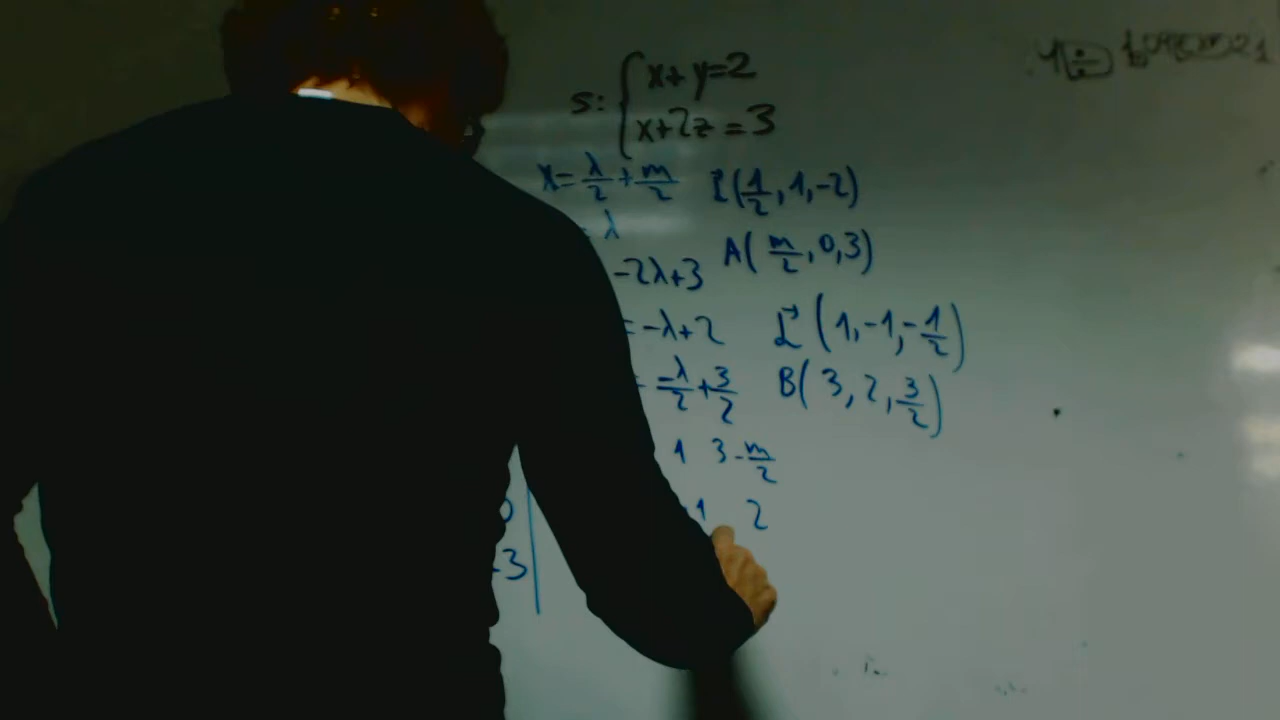 s: { x+y=2
x+2z=3
x=λ/2+m/2 r⃗(1/2,1,-2)
λ A(m/2,0,3)
-2λ+3
=-λ+2 s⃗(1,-1,-1/2)
=-λ/2+3/2 B(3,2,3/2)
1 3-m/2
1 2
-3